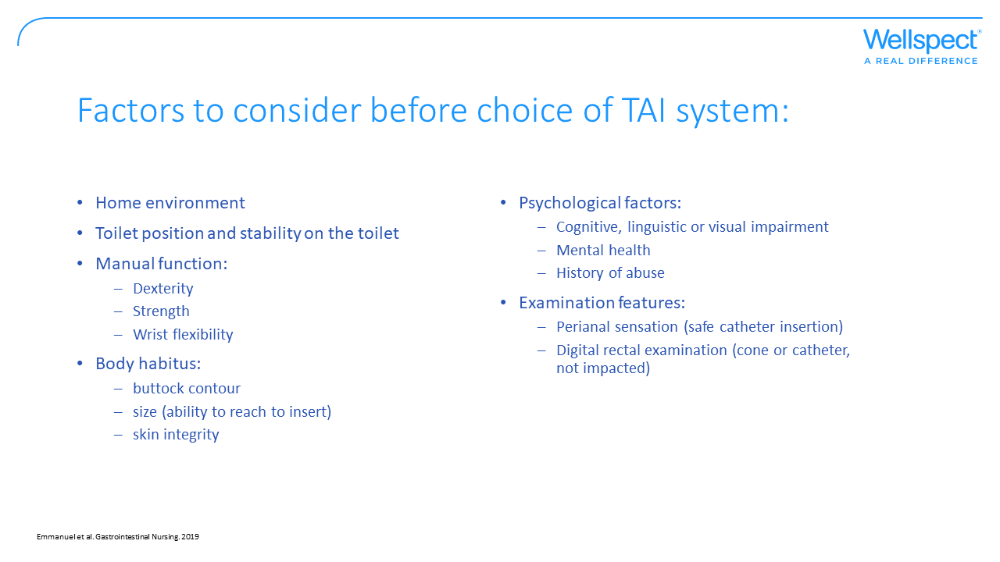 Wellspect®
A REAL DIFFERENCE
Factors to consider before choice of TAI system:
• Home environment
• Toilet position and stability on the toilet
• Manual function:
– Dexterity
– Strength
– Wrist flexibility
• Body habitus:
– buttock contour
– size (ability to reach to insert)
– skin integrity
• Psychological factors:
– Cognitive, linguistic or visual impairment
– Mental health
– History of abuse
• Examination features:
– Perianal sensation (safe catheter insertion)
– Digital rectal examination (cone or catheter,
not impacted)
Emmanuel et al. Gastrointestinal Nursing. 2019